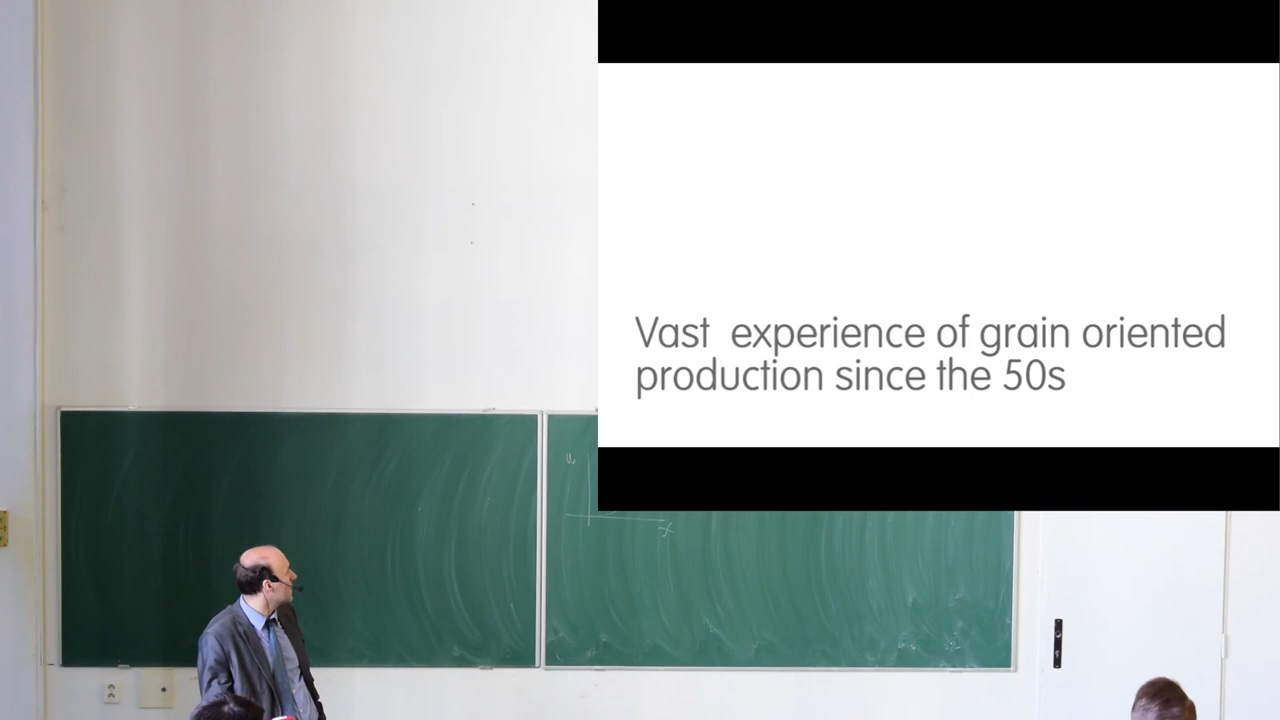 Vast  experience of grain oriented
production since the 50s
u
x